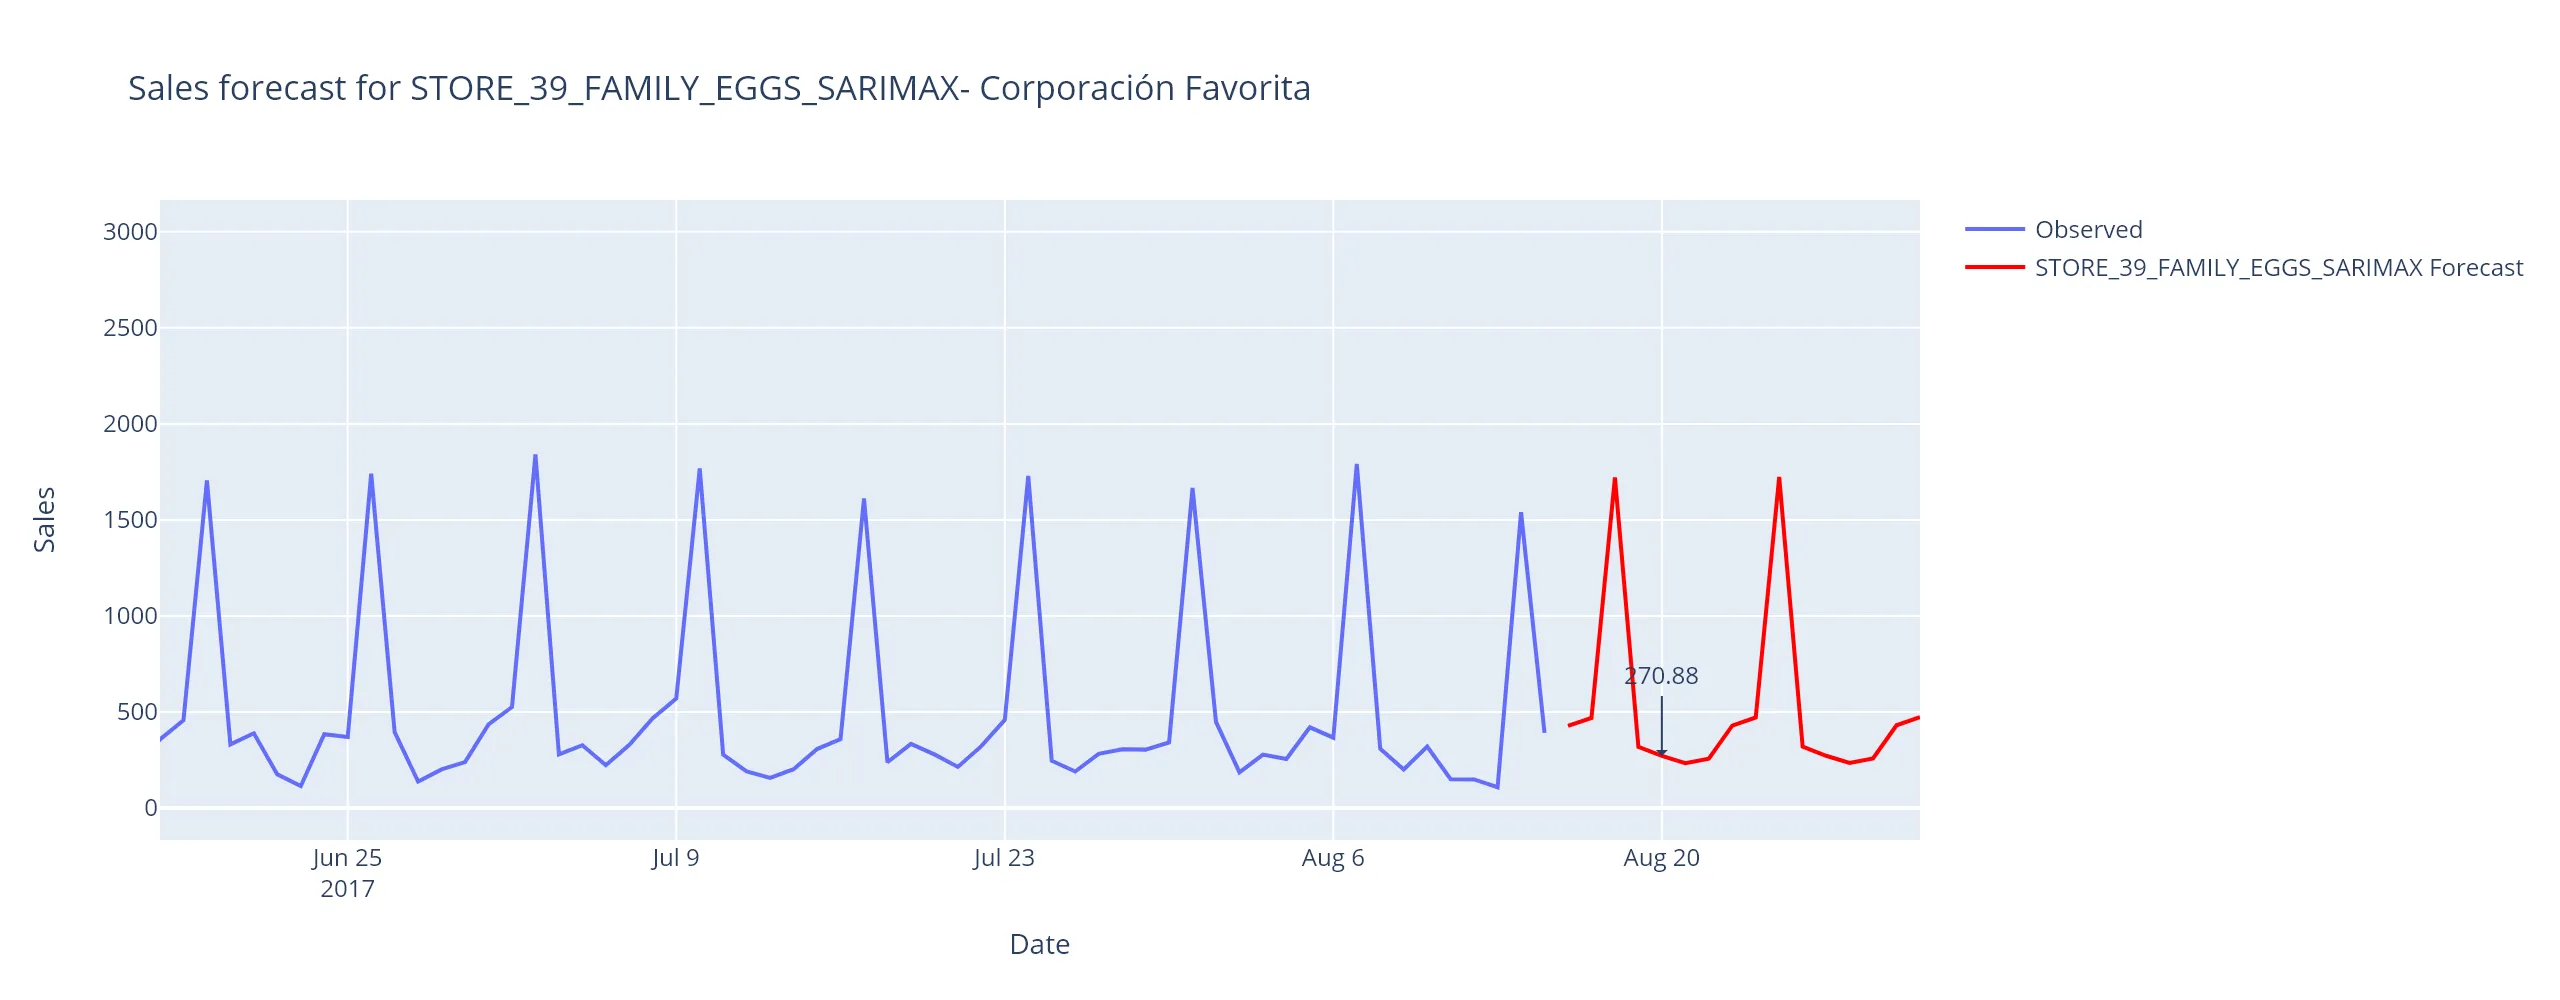 Sales forecast for STORE_39_FAMILY_EGGS_SARIMAX- Corporación Favorita
Observed
STORE_39_FAMILY_EGGS_SARIMAX Forecast
Sales
3000
2500
2000
1500
1000
500
0
270.88
Jun 25
2017
Jul 9
Jul 23
Aug 6
Aug 20
Date